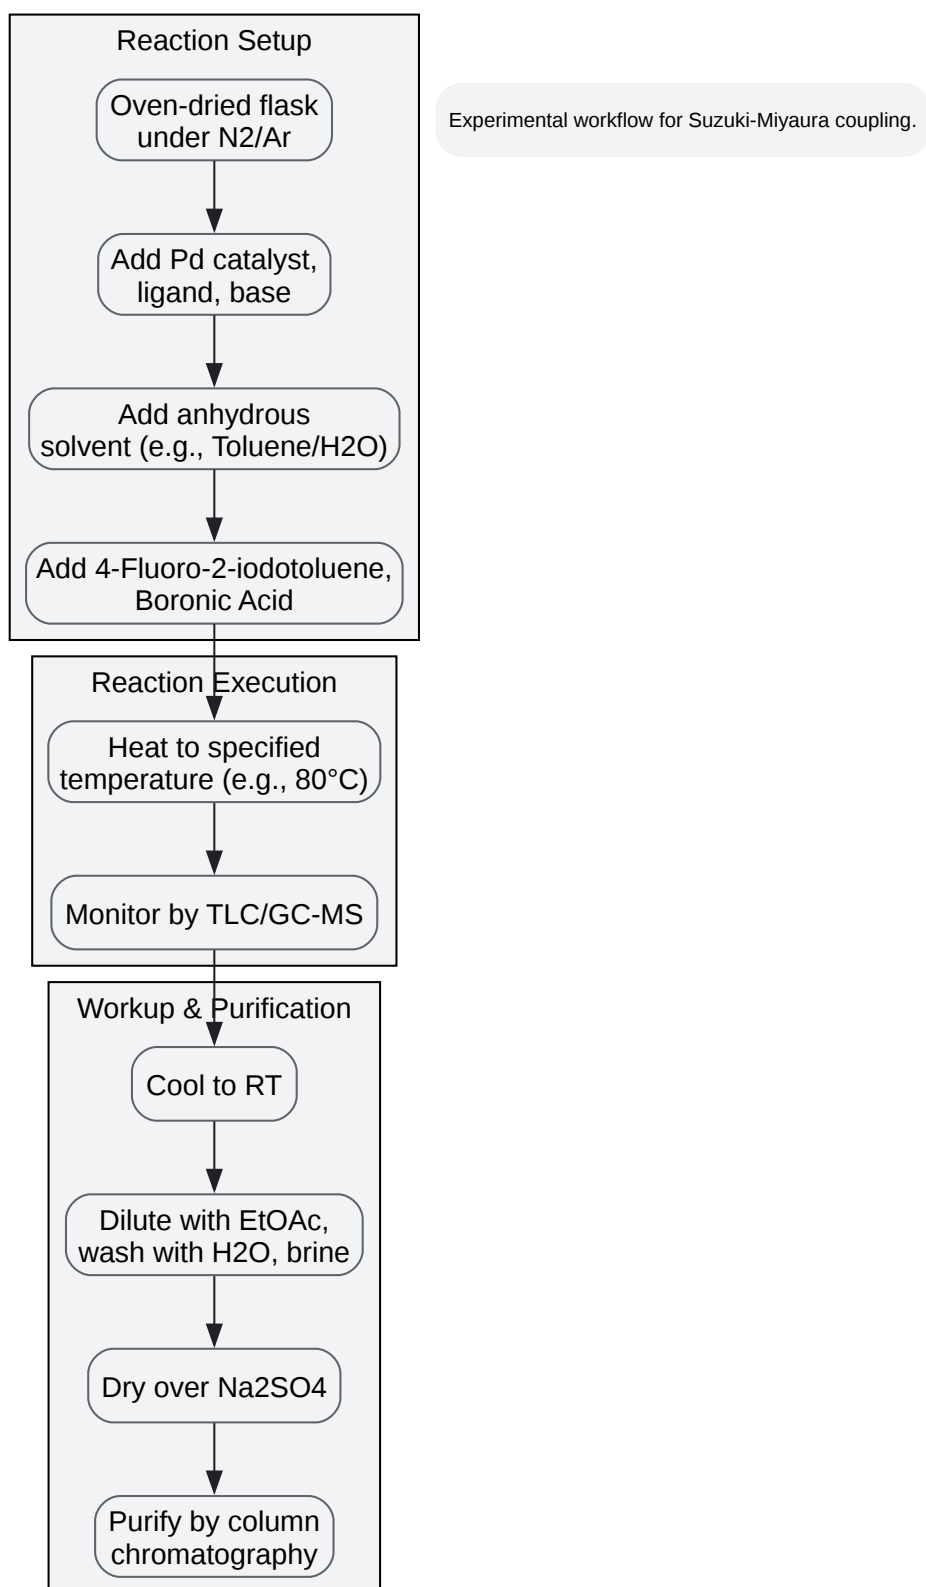 Reaction Setup
Oven-dried flask
under N2/Ar
Experimental workflow for Suzuki-Miyaura coupling.
Add Pd catalyst,
ligand, base
Add anhydrous
solvent (e.g., Toluene/H2O)
Add 4-Fluoro-2-iodotoluene,
Boronic Acid
Reaction Execution
Heat to specified
temperature (e.g., 80°C)
Monitor by TLC/GC-MS
Workup & Purification
Cool to RT
Dilute with EtOAc,
wash with H2O, brine
Dry over Na2SO4
Purify by column
chromatography